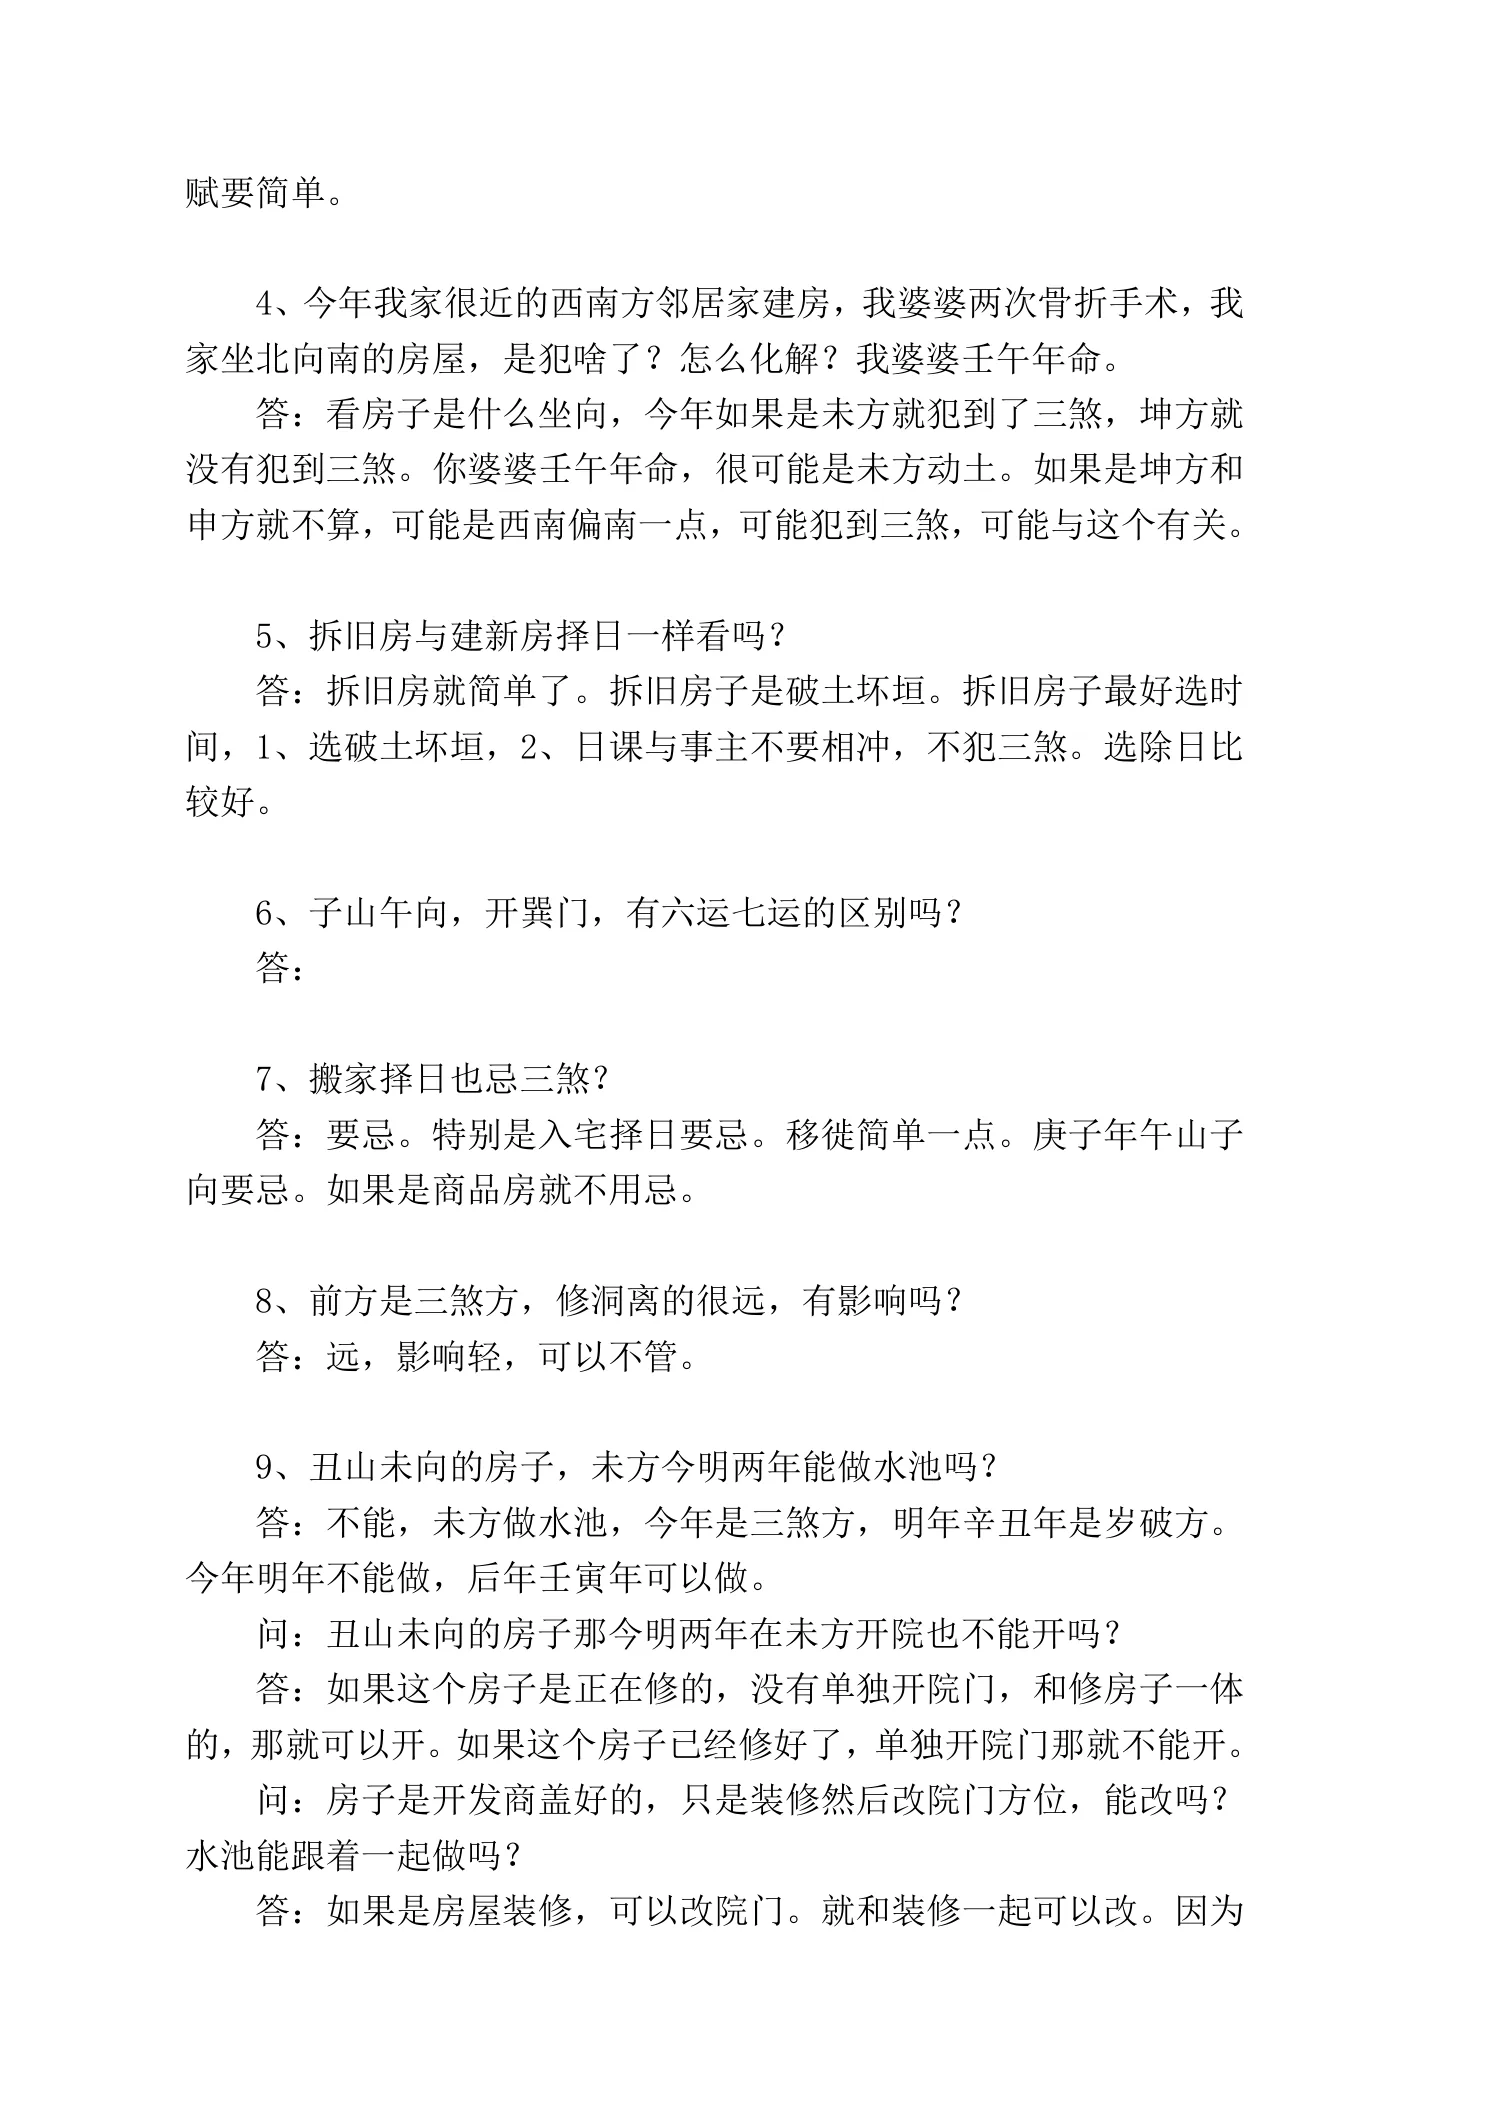 赋要简单。
4、今年我家很近的西南方邻居家建房，我婆婆两次骨折手术，我
家坐北向南的房屋，是犯啥了？怎么化解？我婆婆壬午年命。
答：看房子是什么坐向，今年如果是未方就犯到了三煞，坤方就
没有犯到三煞。你婆婆壬午年命，很可能是未方动土。如果是坤方和
申方就不算，可能是西南偏南一点，可能犯到三煞，可能与这个有关。
5、拆旧房与建新房择日一样看吗？
答：拆旧房就简单了。拆旧房子是破土坏垣。拆旧房子最好选时
间，1、选破土坏垣，2、日课与事主不要相冲，不犯三煞。选除日比
较好。
6、子山午向，开巽门，有六运七运的区别吗？
答：
7、搬家择日也忌三煞？
答：要忌。特别是入宅择日要忌。移徙简单一点。庚子年午山子
向要忌。如果是商品房就不用忌。
8、前方是三煞方，修洞离的很远，有影响吗？
答：远，影响轻，可以不管。
9、丑山未向的房子，未方今明两年能做水池吗？
答：不能，未方做水池，今年是三煞方，明年辛丑年是岁破方。
今年明年不能做，后年壬寅年可以做。
问：丑山未向的房子那今明两年在未方开院也不能开吗？
答：如果这个房子是正在修的，没有单独开院门，和修房子一体
的，那就可以开。如果这个房子已经修好了，单独开院门那就不能开。
问：房子是开发商盖好的，只是装修然后改院门方位，能改吗？
水池能跟着一起做吗？
答：如果是房屋装修，可以改院门。就和装修一起可以改。因为